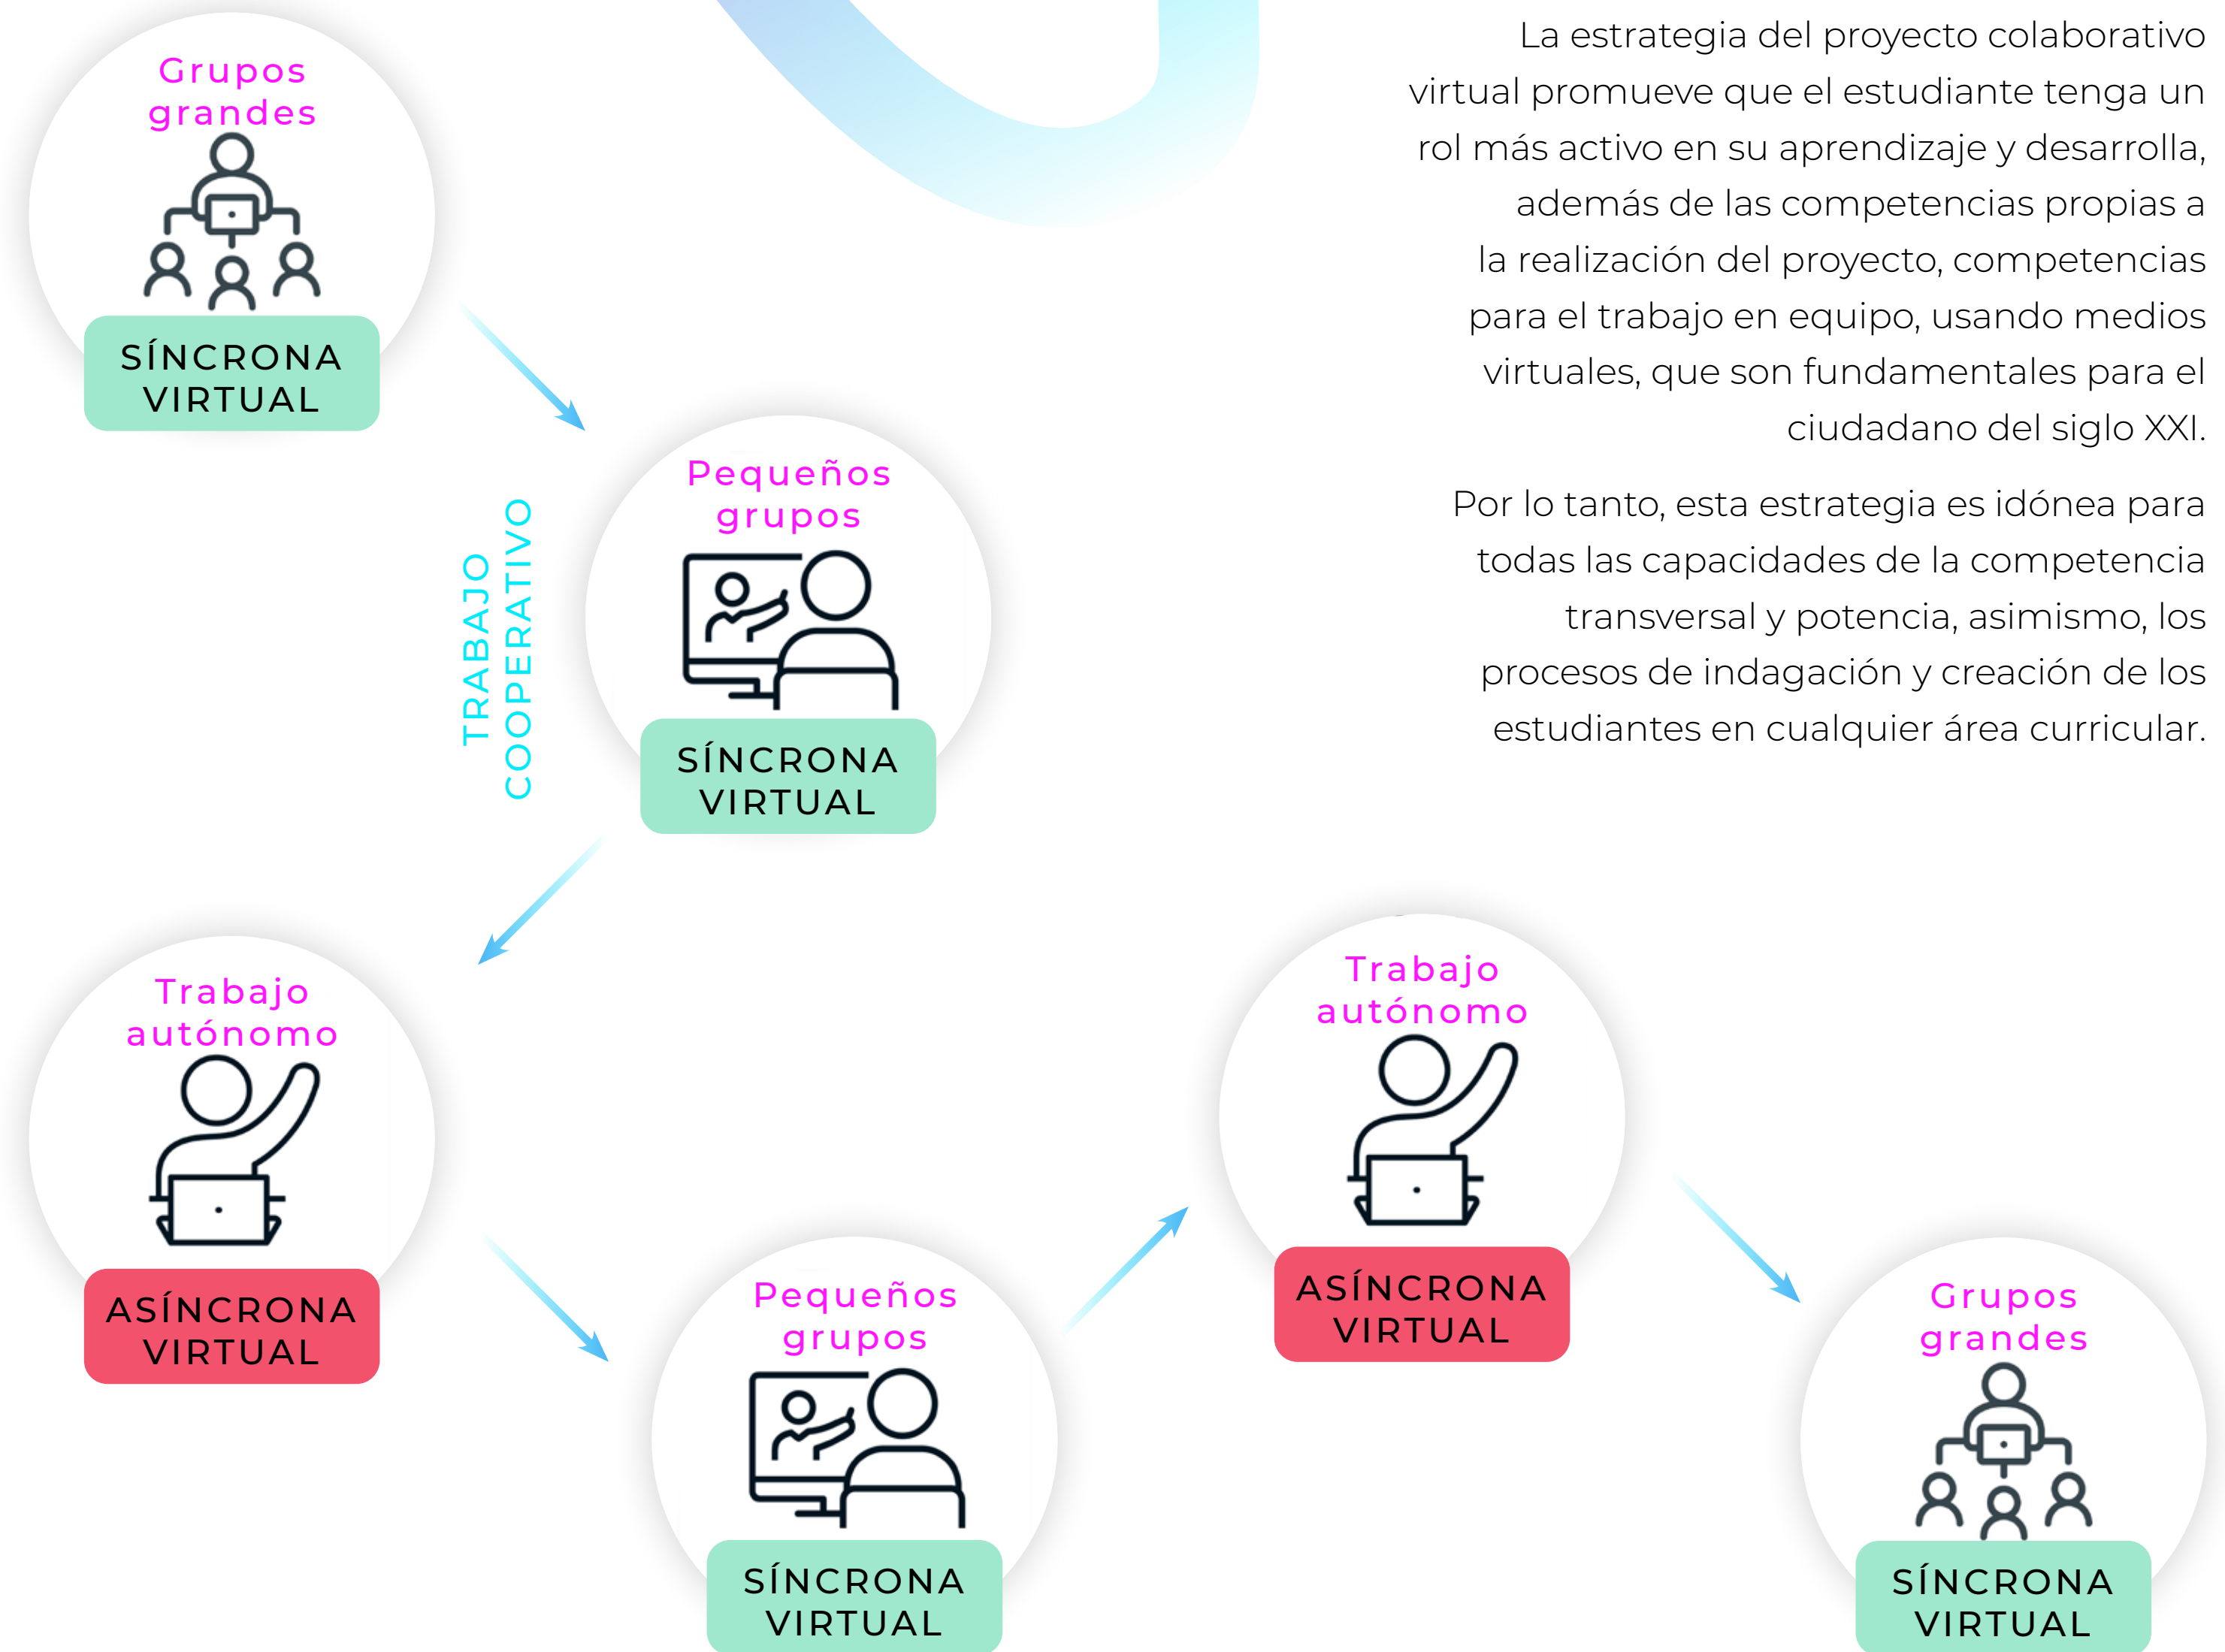 Grupos
grandes
SÍNCRONA
VIRTUAL
La estrategia del proyecto colaborativo
virtual promueve que el estudiante tenga un
rol más activo en su aprendizaje y desarrolla,
además de las competencias propias a
la realización del proyecto, competencias
para el trabajo en equipo, usando medios
virtuales, que son fundamentales para el
ciudadano del siglo XXI.
Por lo tanto, esta estrategia es idónea para
todas las capacidades de la competencia
transversal y potencia, asimismo, los
procesos de indagación y creación de los
estudiantes en cualquier área curricular.
TRABAJO
COOPERATIVO
Pequeños
grupos
SÍNCRONA
VIRTUAL
Trabajo
autónomo
ASÍNCRONA
VIRTUAL
Pequeños
grupos
SÍNCRONA
VIRTUAL
Trabajo
autónomo
ASÍNCRONA
VIRTUAL
Grupos
grandes
SÍNCRONA
VIRTUAL